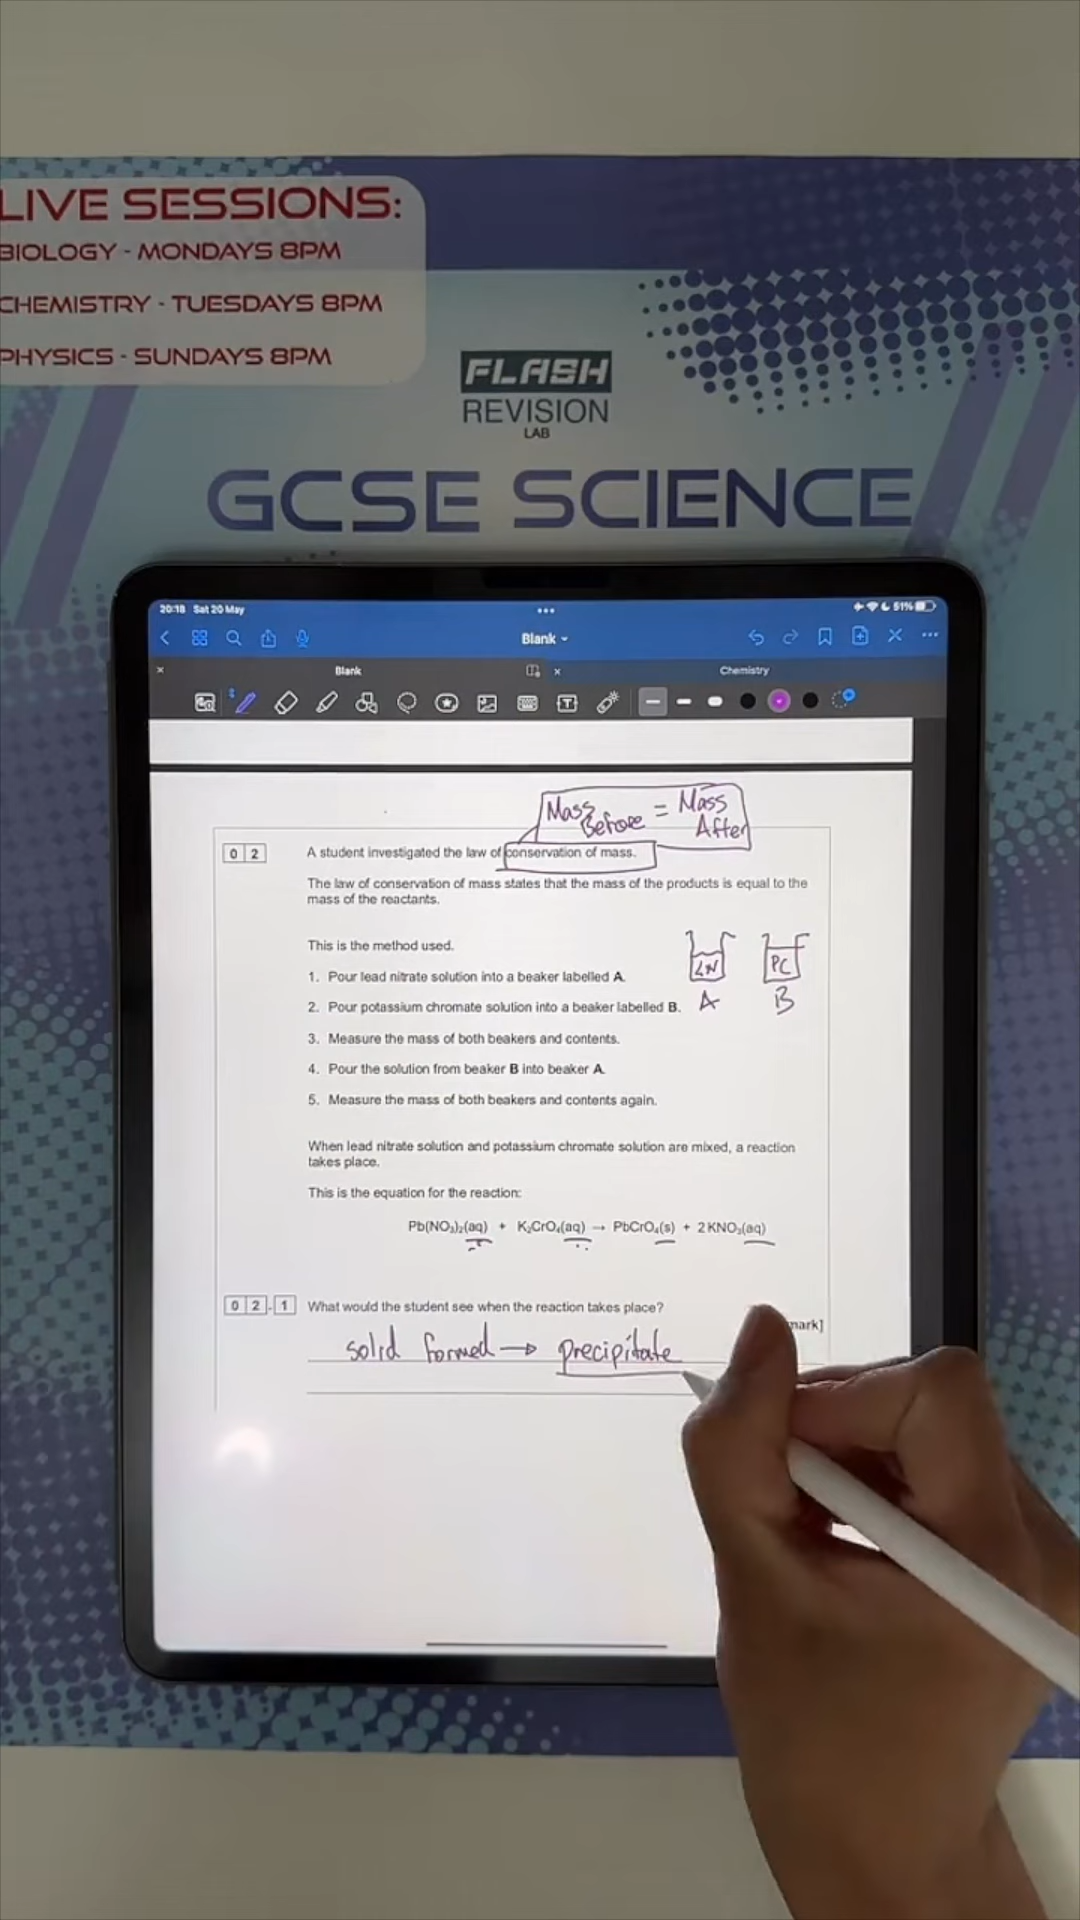 LIVE SESSIONS:
BIOLOGY - MONDAYS 8PM
CHEMISTRY - TUESDAYS 8PM
PHYSICS - SUNDAYS 8PM
FLASH
REVISION
LAB
GCSE SCIENCE
20:18 Sat 20 May
51%
Blank
Blank
Chemistry
Mass Before = Mass After
0 2 A student investigated the law of conservation of mass.
The law of conservation of mass states that the mass of the products is equal to the
mass of the reactants.
This is the method used.
LN PC
1. Pour lead nitrate solution into a beaker labelled A.
2. Pour potassium chromate solution into a beaker labelled B.
A B
3. Measure the mass of both beakers and contents.
4. Pour the solution from beaker B into beaker A.
5. Measure the mass of both beakers and contents again.
When lead nitrate solution and potassium chromate solution are mixed, a reaction
takes place.
This is the equation for the reaction:
Pb(NO₃)₂(aq) + K₂CrO₄(aq) → PbCrO₄(s) + 2 KNO₃(aq)
0 2 . 1 What would the student see when the reaction takes place?
mark]
solid formed → precipitate